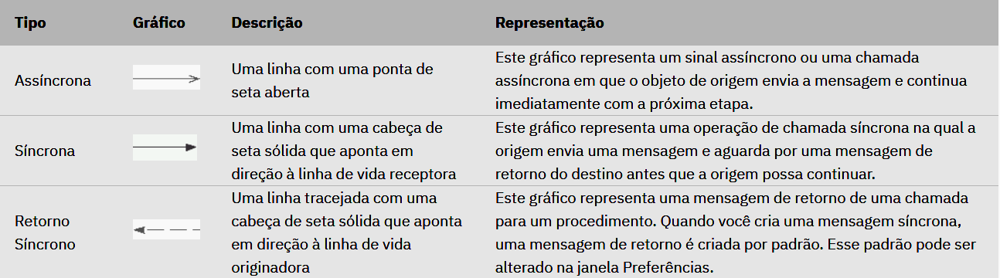 Tipo Gráfico Descrição Representação
Assíncrona
Uma linha com uma ponta de
seta aberta
Este gráfico representa um sinal assíncrono ou uma chamada
assíncrona em que o objeto de origem envia a mensagem e continua
imediatamente com a próxima etapa.
Síncrona
Uma linha com uma cabeça de
seta sólida que aponta em
direção à linha de vida receptora
Este gráfico representa uma operação de chamada síncrona na qual a
origem envia uma mensagem e aguarda por uma mensagem de
retorno do destino antes que a origem possa continuar.
Retorno
Síncrono
Uma linha tracejada com uma
cabeça de seta sólida que aponta
em direção à linha de vida
originadora
Este gráfico representa uma mensagem de retorno de uma chamada
para um procedimento. Quando você cria uma mensagem síncrona,
uma mensagem de retorno é criada por padrão. Esse padrão pode ser
alterado na janela Preferências.